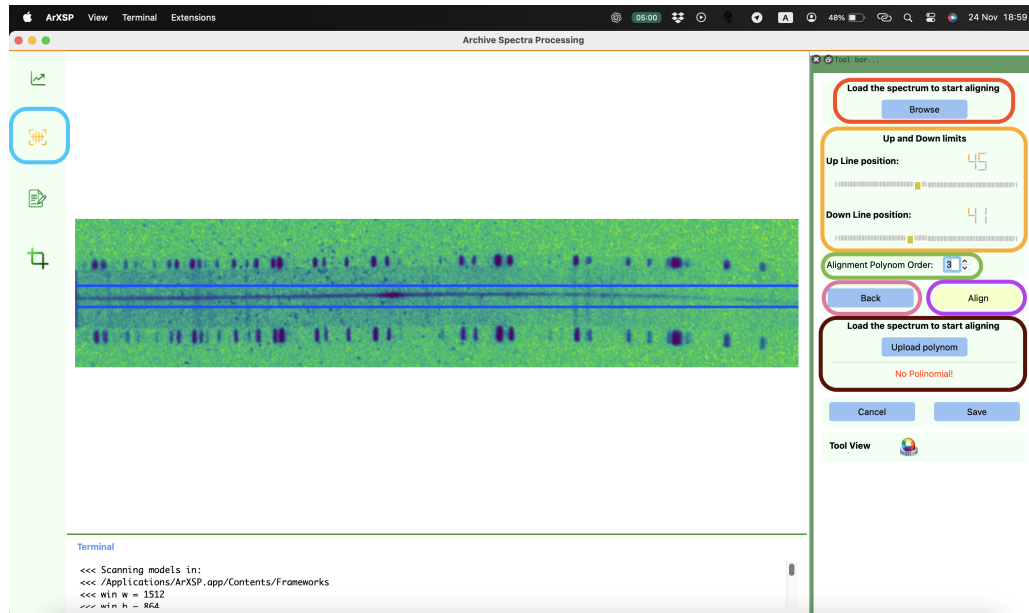 ArXSP View Terminal Extensions 05:00 A 48% 24 Nov 18:59
Archive Spectra Processing
Tool bar...
Load the spectrum to start aligning
Browse
Up and Down limits
Up Line position: 45
Down Line position: 41
Alignment Polynom Order: 3
Back Align
Load the spectrum to start aligning
Upload polynom
No Polinomial!
Cancel Save
Tool View
Terminal
<<< Scanning models in:
<<< /Applications/ArXSP.app/Contents/Frameworks
<<< win w = 1512
<<< win h = 864